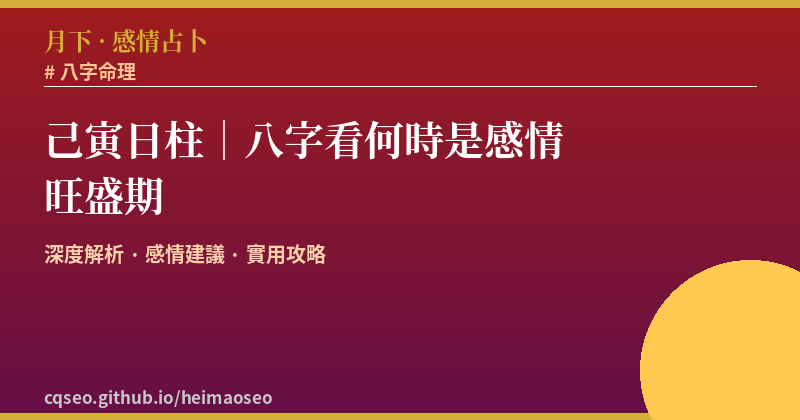 月下 · 感情占卜
# 八字命理
己寅日柱｜八字看何時是感情
旺盛期
深度解析 · 感情建議 · 實用攻略
cqseo.github.io/heimaoseo